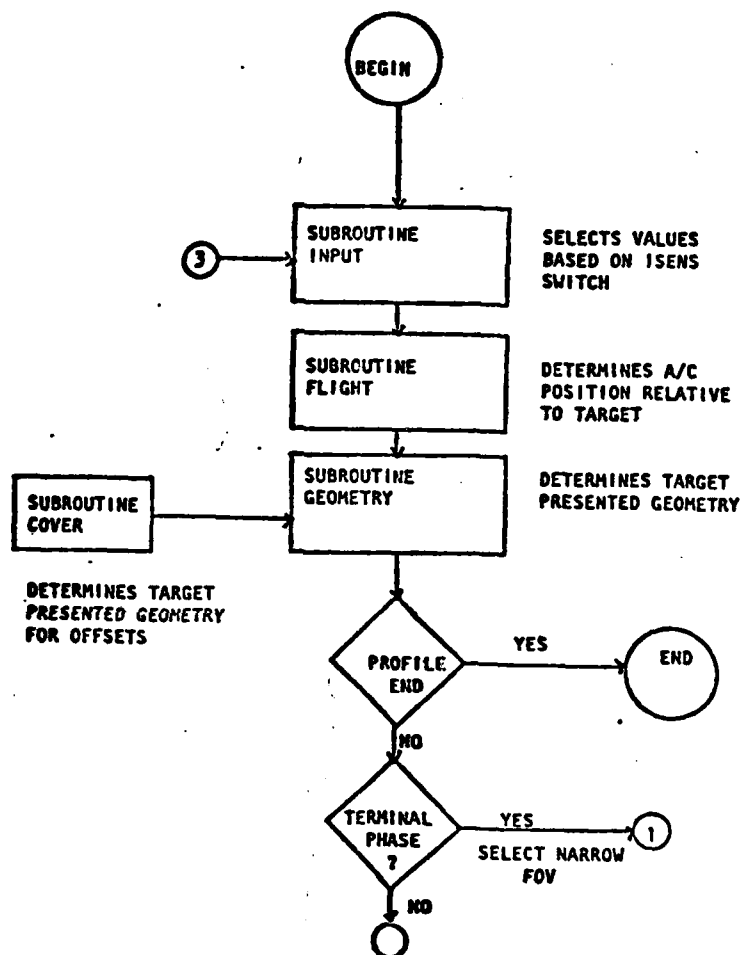 BEGIN
3
SUBROUTINE
INPUT
SELECTS VALUES
BASED ON ISENS
SWITCH
SUBROUTINE
FLIGHT
DETERMINES A/C
POSITION RELATIVE
TO TARGET
SUBROUTINE
COVER
SUBROUTINE
GEOMETRY
DETERMINES TARGET
PRESENTED GEOMETRY
DETERMINES TARGET
PRESENTED GEOMETRY
FOR OFFSETS
PROFILE
END
YES
END
NO
TERMINAL
PHASE
?
YES
SELECT NARROW
FOV
1
NO